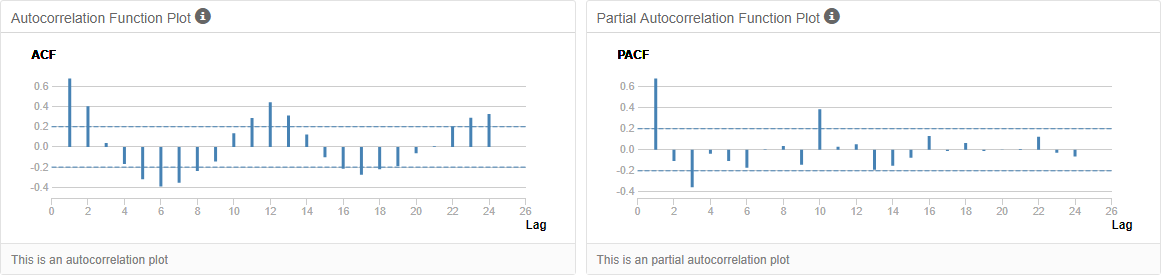 Autocorrelation Function Plot
ACF
0.6
0.4
0.2
0.0
-0.2
-0.4
0 2 4 6 8 10 12 14 16 18 20 22 24 26
Lag
This is an autocorrelation plot
Partial Autocorrelation Function Plot
PACF
0.6
0.4
0.2
0.0
-0.2
-0.4
0 2 4 6 8 10 12 14 16 18 20 22 24 26
Lag
This is an partial autocorrelation plot